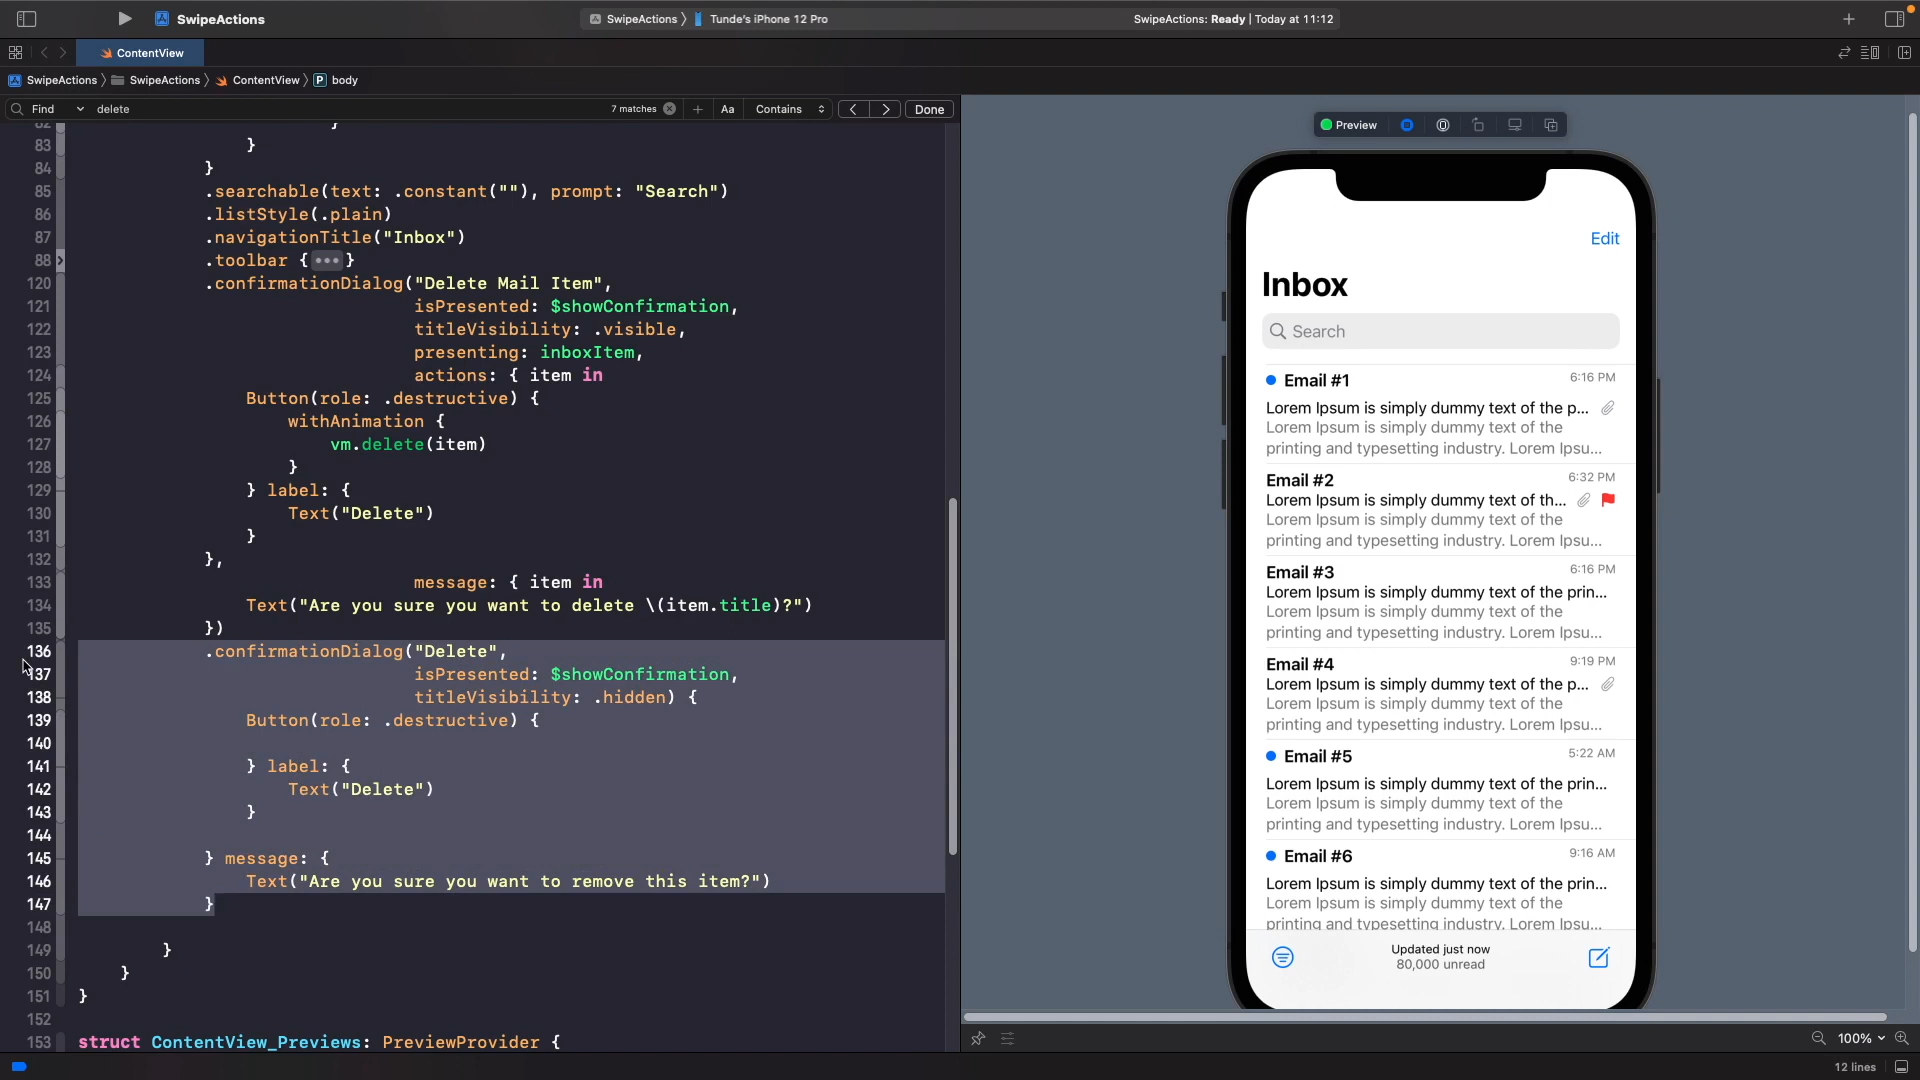 SwipeActions
SwipeActions 〉 Tunde's iPhone 12 Pro
SwipeActions: Ready | Today at 11:12
ContentView
SwipeActions 〉 SwipeActions 〉 ContentView 〉 P body
Find delete 7 matches Aa Contains Done
82 }
83 }
84 }
85 .searchable(text: .constant(""), prompt: "Search")
86 .listStyle(.plain)
87 .navigationTitle("Inbox")
88 .toolbar { ••• }
120 .confirmationDialog("Delete Mail Item",
121 isPresented: $showConfirmation,
122 titleVisibility: .visible,
123 presenting: inboxItem,
124 actions: { item in
125 Button(role: .destructive) {
126 withAnimation {
127 vm.delete(item)
128 }
129 } label: {
130 Text("Delete")
131 }
132 },
133 message: { item in
134 Text("Are you sure you want to delete \(item.title)?")
135 })
136 .confirmationDialog("Delete",
137 isPresented: $showConfirmation,
138 titleVisibility: .hidden) {
139 Button(role: .destructive) {
140
141 } label: {
142 Text("Delete")
143 }
144
145 } message: {
146 Text("Are you sure you want to remove this item?")
147 }
148
149 }
150 }
151 }
152
153 struct ContentView_Previews: PreviewProvider {
Preview
Edit
Inbox
Search
Email #1 6:16 PM
Lorem Ipsum is simply dummy text of the p...
Lorem Ipsum is simply dummy text of the
printing and typesetting industry. Lorem Ipsu...
Email #2 6:32 PM
Lorem Ipsum is simply dummy text of th...
Lorem Ipsum is simply dummy text of the
printing and typesetting industry. Lorem Ipsu...
Email #3 6:16 PM
Lorem Ipsum is simply dummy text of the prin...
Lorem Ipsum is simply dummy text of the
printing and typesetting industry. Lorem Ipsu...
Email #4 9:19 PM
Lorem Ipsum is simply dummy text of the p...
Lorem Ipsum is simply dummy text of the
printing and typesetting industry. Lorem Ipsu...
Email #5 5:22 AM
Lorem Ipsum is simply dummy text of the prin...
Lorem Ipsum is simply dummy text of the
printing and typesetting industry. Lorem Ipsu...
Email #6 9:16 AM
Lorem Ipsum is simply dummy text of the prin...
Lorem Ipsum is simply dummy text of the
printing and typesetting industry. Lorem Ipsu...
Updated just now
80,000 unread
100%
12 lines